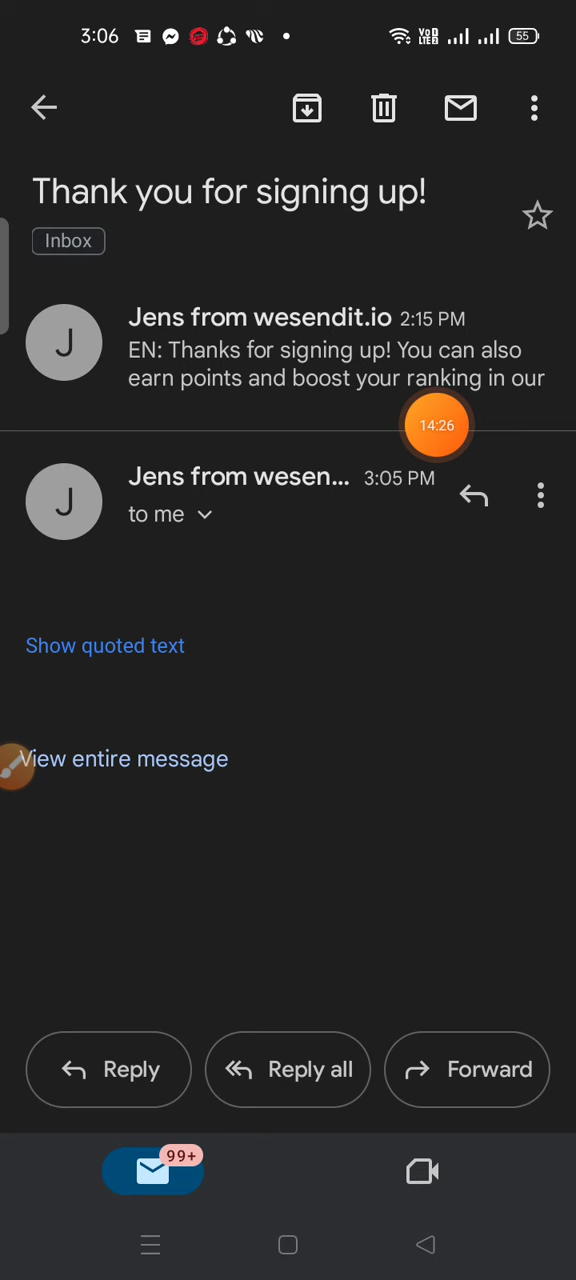 3:06 55
Thank you for signing up!
Inbox
J
Jens from wesendit.io 2:15 PM
EN: Thanks for signing up! You can also
earn points and boost your ranking in our
14:26
J
Jens from wesen... 3:05 PM
to me
Show quoted text
View entire message
Reply
Reply all
Forward
99+